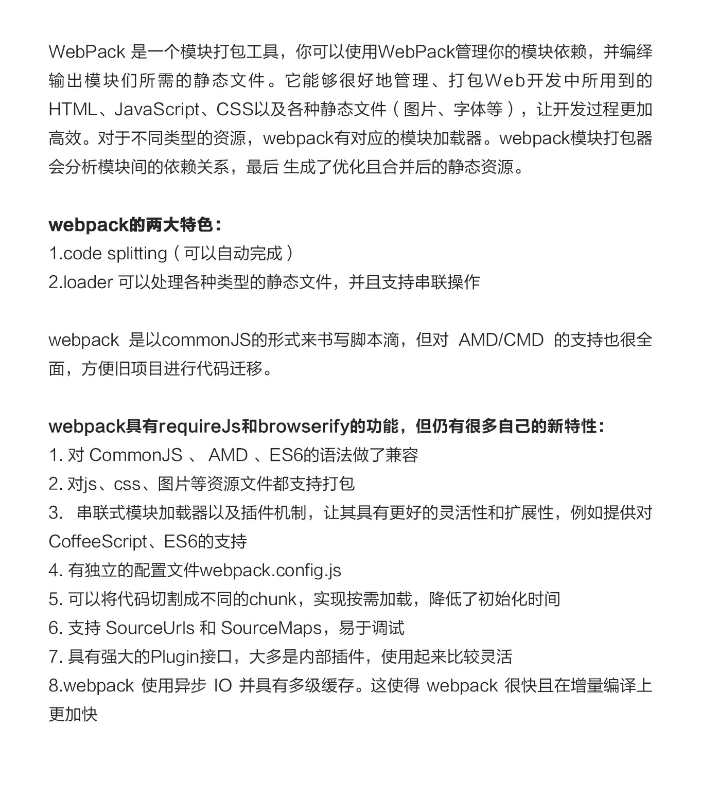 WebPack 是一个模块打包工具，你可以使用WebPack管理你的模块依赖，并编绎
输出模块们所需的静态文件。它能够很好地管理、打包Web开发中所用到的
HTML、JavaScript、CSS以及各种静态文件（图片、字体等），让开发过程更加
高效。对于不同类型的资源，webpack有对应的模块加载器。webpack模块打包器
会分析模块间的依赖关系，最后 生成了优化且合并后的静态资源。
webpack的两大特色：
1.code splitting（可以自动完成）
2.loader 可以处理各种类型的静态文件，并且支持串联操作
webpack 是以commonJS的形式来书写脚本滴，但对 AMD/CMD 的支持也很全
面，方便旧项目进行代码迁移。
webpack具有requireJs和browserify的功能，但仍有很多自己的新特性：
1. 对 CommonJS 、 AMD 、ES6的语法做了兼容
2. 对js、css、图片等资源文件都支持打包
3. 串联式模块加载器以及插件机制，让其具有更好的灵活性和扩展性，例如提供对
CoffeeScript、ES6的支持
4. 有独立的配置文件webpack.config.js
5. 可以将代码切割成不同的chunk，实现按需加载，降低了初始化时间
6. 支持 SourceUrls 和 SourceMaps，易于调试
7. 具有强大的Plugin接口，大多是内部插件，使用起来比较灵活
8.webpack 使用异步 IO 并具有多级缓存。这使得 webpack 很快且在增量编译上
更加快